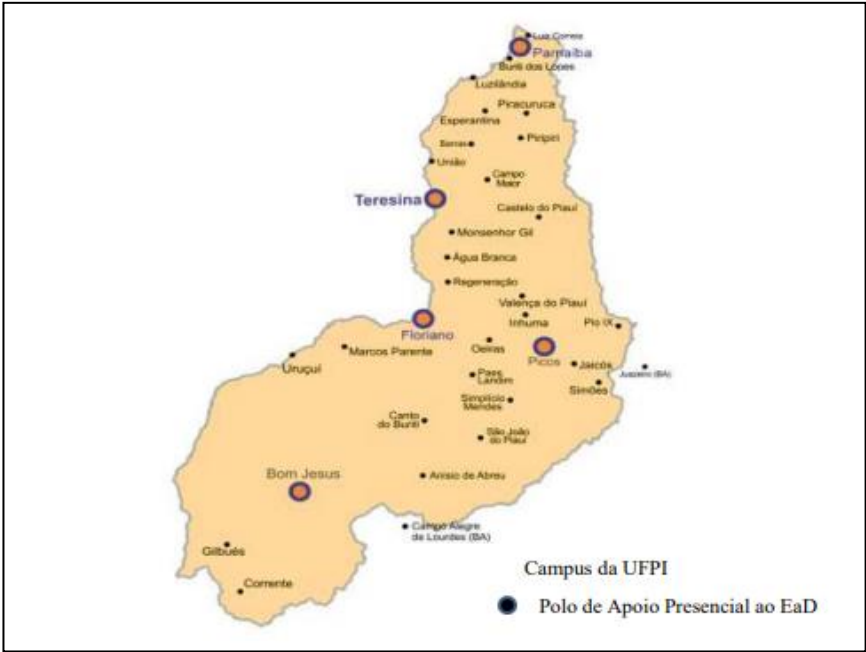 Luiz Correia
Parnaíba
Buriti dos Lopes
Luzilândia
Piracuruca
Esperantina
Piripiri
Barras
União
Campo
Maior
Teresina
Castelo do Piauí
Monsenhor Gil
Água Branca
Regeneração
Valença do Piauí
Inhuma
Pio IX
Floriano
Oeiras
Picos
Marcos Parente
Uruçuí
Jaicós
Juazeiro (BA)
Paes
Landim
Simões
Simplício
Mendes
Canto
do Buriti
São João
do Piauí
Bom Jesus
Anisio de Abreu
Campo Alegre
de Lourdes (BA)
Gilbués
Corrente
Campus da UFPI
Polo de Apoio Presencial ao EaD